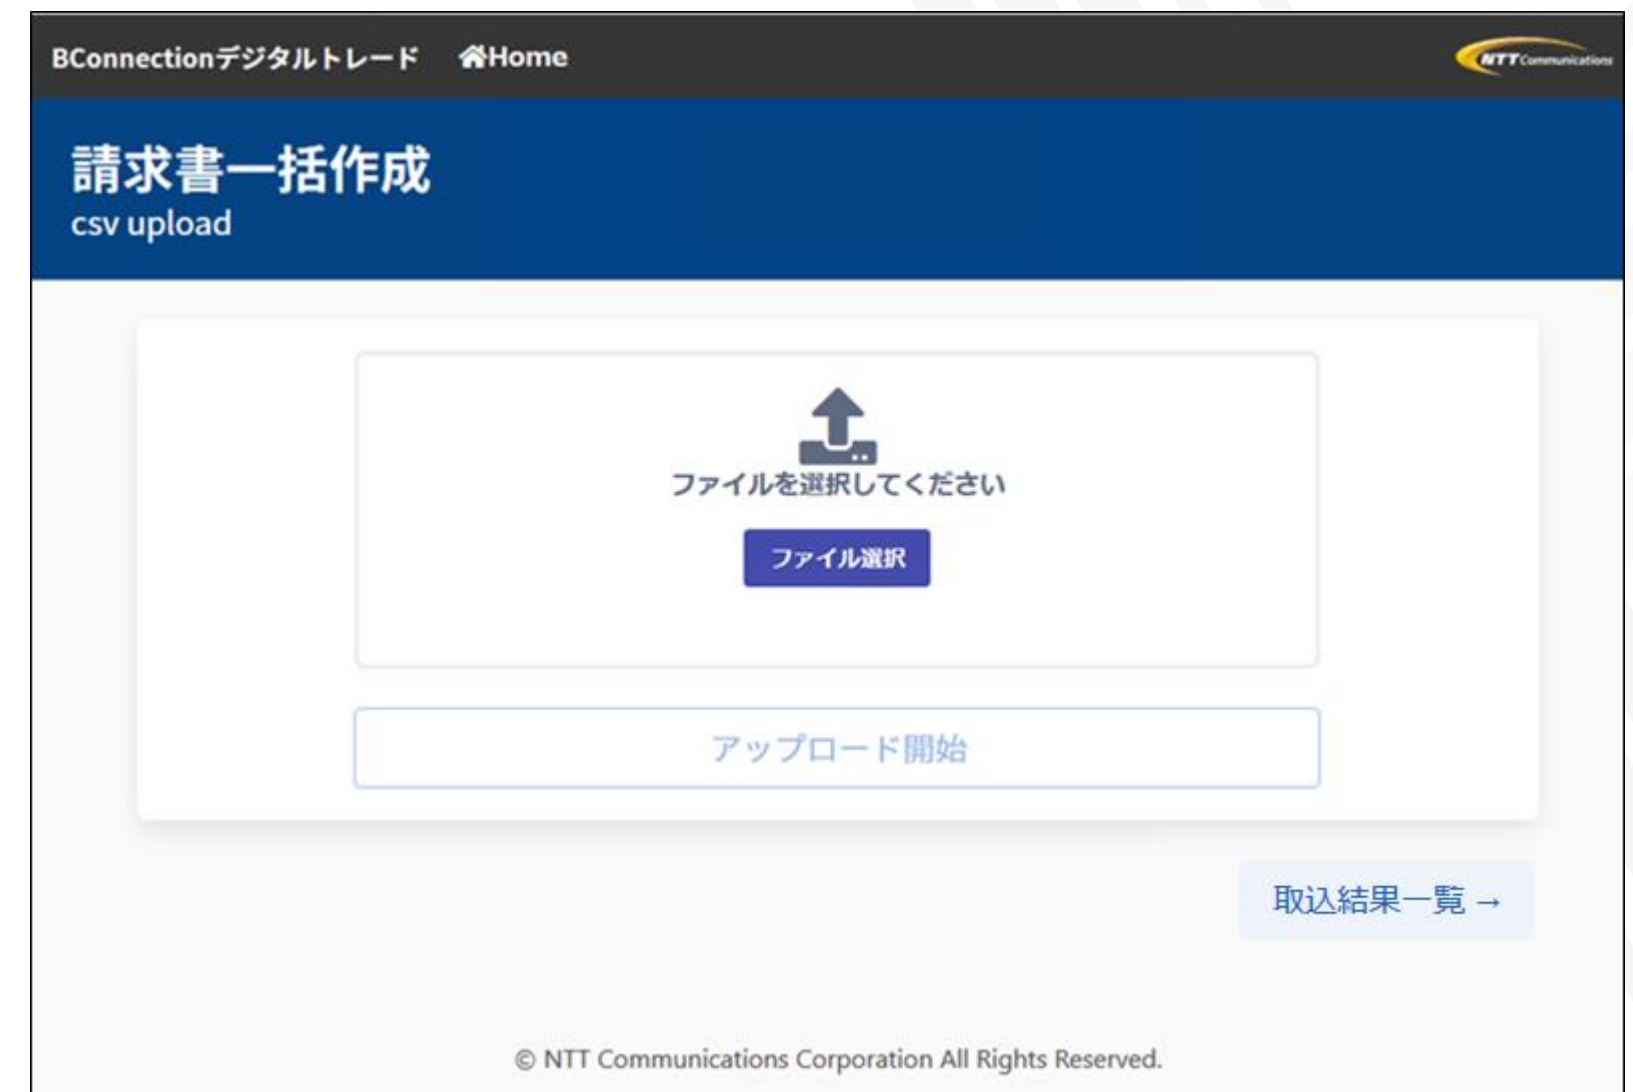 BConnectionデジタルトレード Home
NTT Communications
請求書一括作成
csv upload
ファイルを選択してください
ファイル選択
アップロード開始
取込結果一覧 →
© NTT Communications Corporation All Rights Reserved.